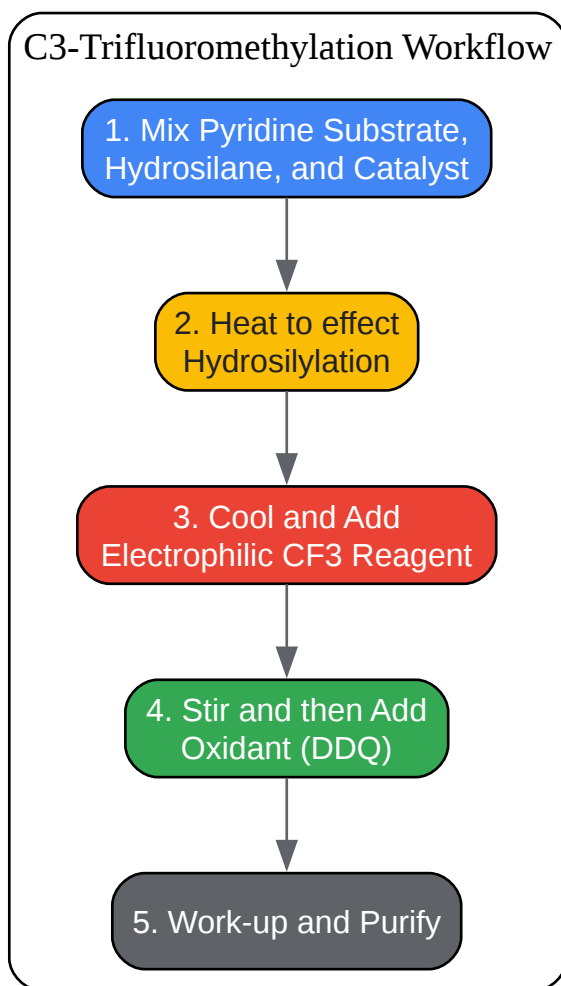 C3-Trifluoromethylation Workflow
1. Mix Pyridine Substrate,
Hydrosilane, and Catalyst
2. Heat to effect
Hydrosilylation
3. Cool and Add
Electrophilic CF3 Reagent
4. Stir and then Add
Oxidant (DDQ)
5. Work-up and Purify